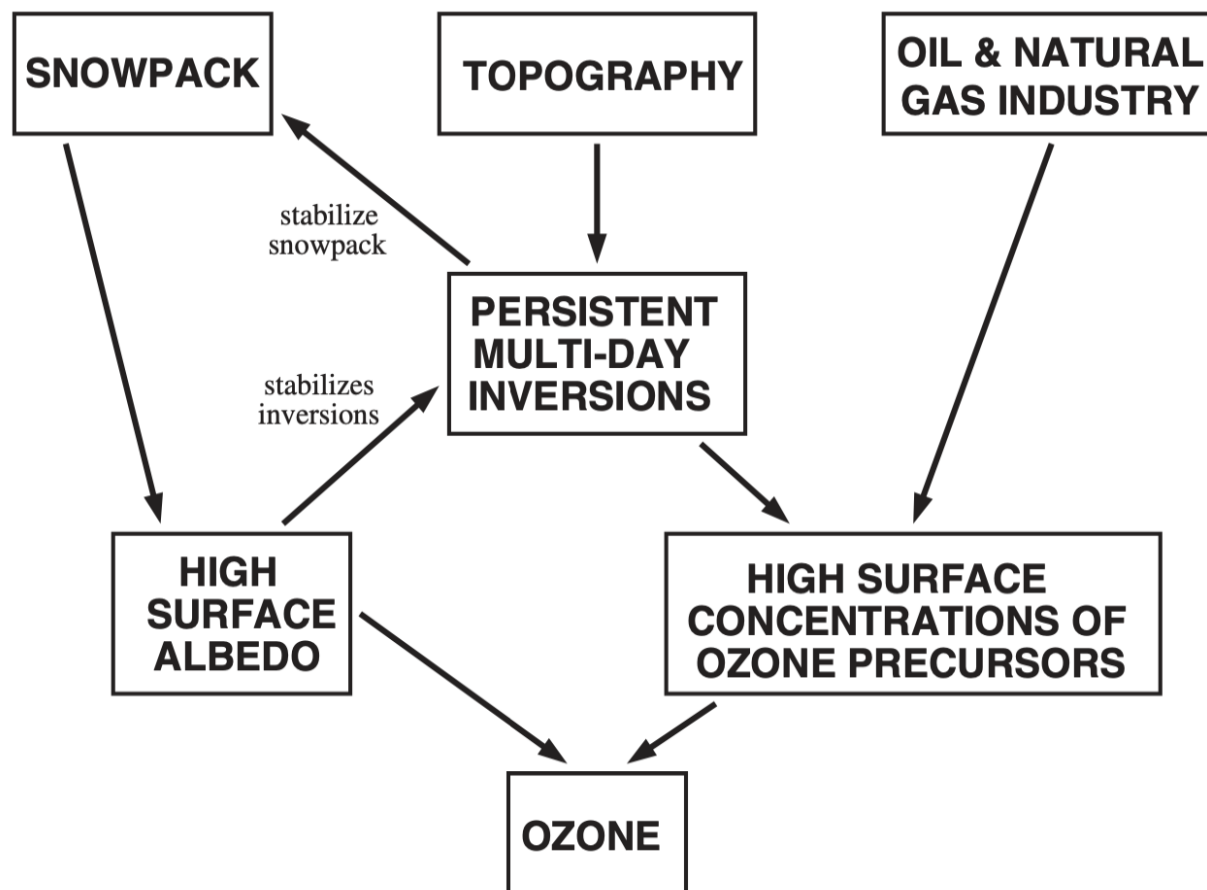 SNOWPACK
TOPOGRAPHY
OIL & NATURAL
GAS INDUSTRY
stabilize
snowpack
PERSISTENT
MULTI-DAY
INVERSIONS
stabilizes
inversions
HIGH
SURFACE
ALBEDO
HIGH SURFACE
CONCENTRATIONS OF
OZONE PRECURSORS
OZONE